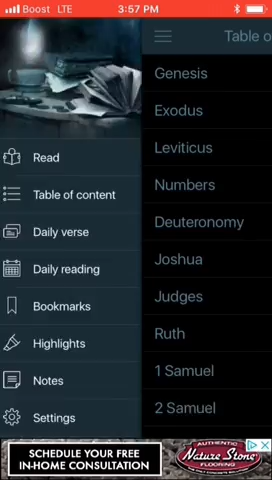 Boost LTE 3:57 PM
Table o
Read
Table of content
Daily verse
Daily reading
Bookmarks
Highlights
Notes
Settings
Genesis
Exodus
Leviticus
Numbers
Deuteronomy
Joshua
Judges
Ruth
1 Samuel
2 Samuel
SCHEDULE YOUR FREE
IN-HOME CONSULTATION
AUTHENTIC
Nature Stone
FLOORING